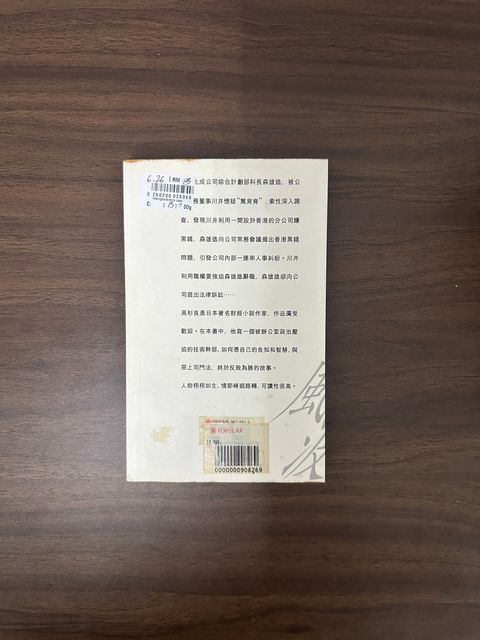 6.26
0 250200 025948
C:
00g
化成公司綜合計劃部科長森雄造，被公
務董事川井懷疑“篤背脊”，索性深入調
查，發現川井利用一間設於香港的分公司賺
黑錢。森雄造向公司常務會議揭出香港黑錢
問題，引發公司內部一連串人事糾紛。川井
利用職權要強迫森雄造辭職，森雄造卻向公
司提出法律訴訟……
高杉良是日本著名財經小說作家，作品廣受
歡迎。在本書中，他寫一個被辦公室政治壓
迫的技術幹部，如何憑自己的良知和智慧，與
惡上司鬥法，終於反敗為勝的故事。
人物栩栩如生，情節峰迴路轉，可讀性很高。
POPULAR
0000000908269